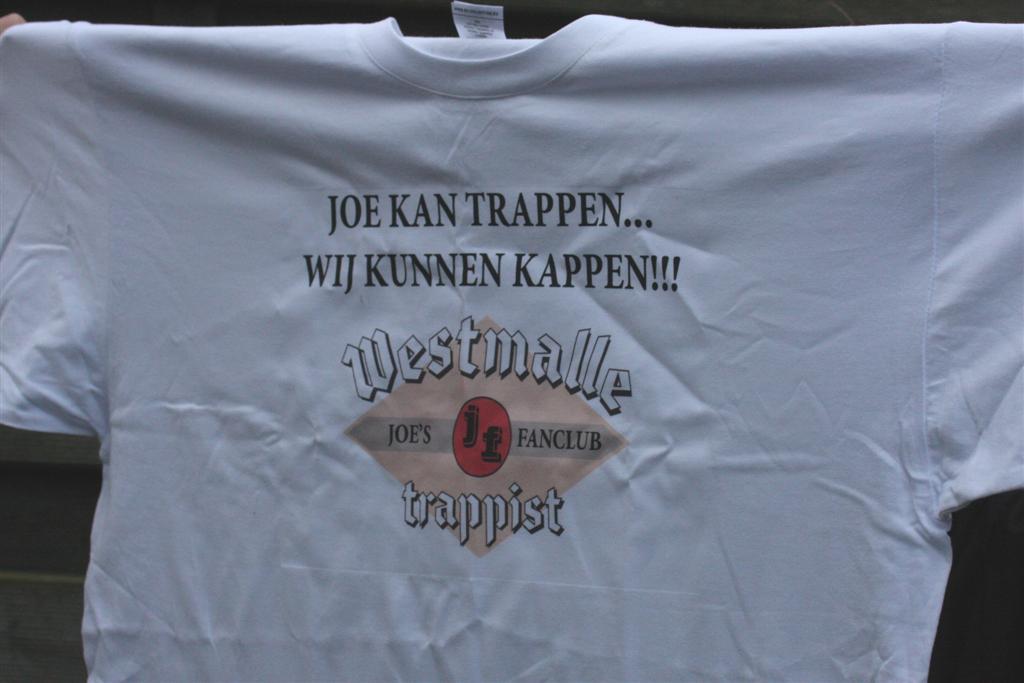 JOE KAN TRAPPEN...
WIJ KUNNEN KAPPEN!!!
Westmalle
JOE'S jf FANCLUB
trappist